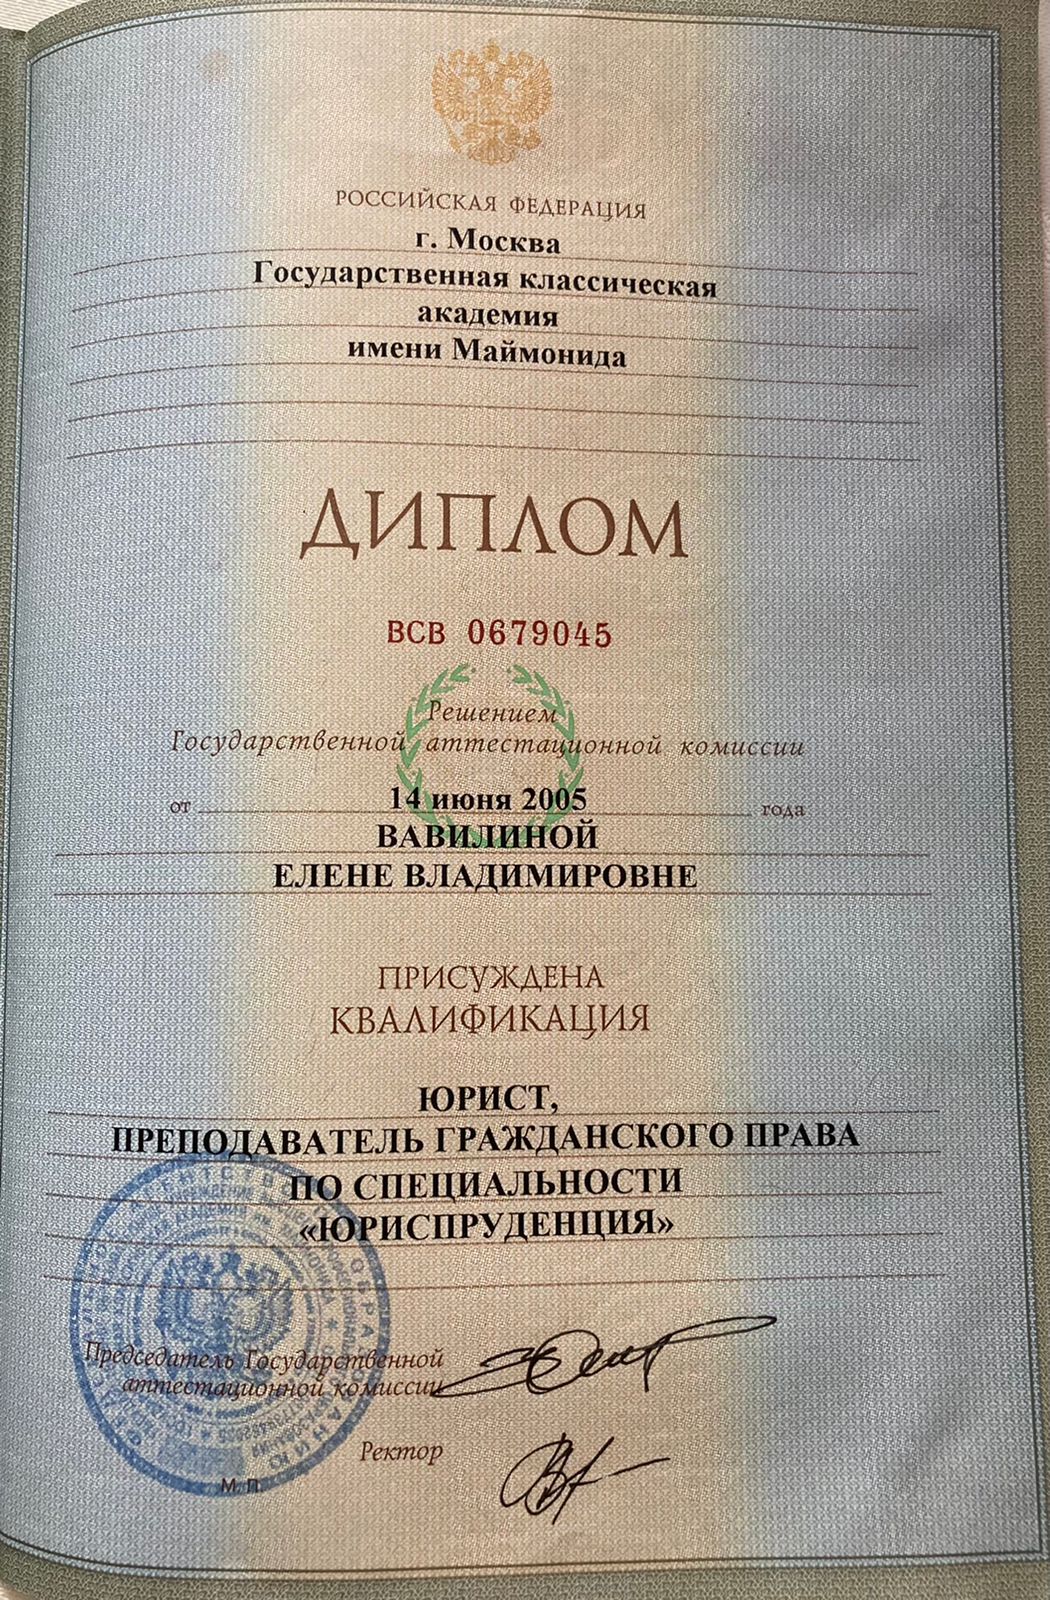 РОССИЙСКАЯ ФЕДЕРАЦИЯ
г. Москва
Государственная классическая
академия
имени Маймонида
ДИПЛОМ
ВСВ 0679045
Решением
Государственной аттестационной комиссии
от 14 июня 2005 года
ВАВИЛИНОЙ
ЕЛЕНЕ ВЛАДИМИРОВНЕ
ПРИСУЖДЕНА
КВАЛИФИКАЦИЯ
ЮРИСТ,
ПРЕПОДАВАТЕЛЬ ГРАЖДАНСКОГО ПРАВА
ПО СПЕЦИАЛЬНОСТИ
«ЮРИСПРУДЕНЦИЯ»
Председатель Государственной
аттестационной комиссии
Ректор
М.П.